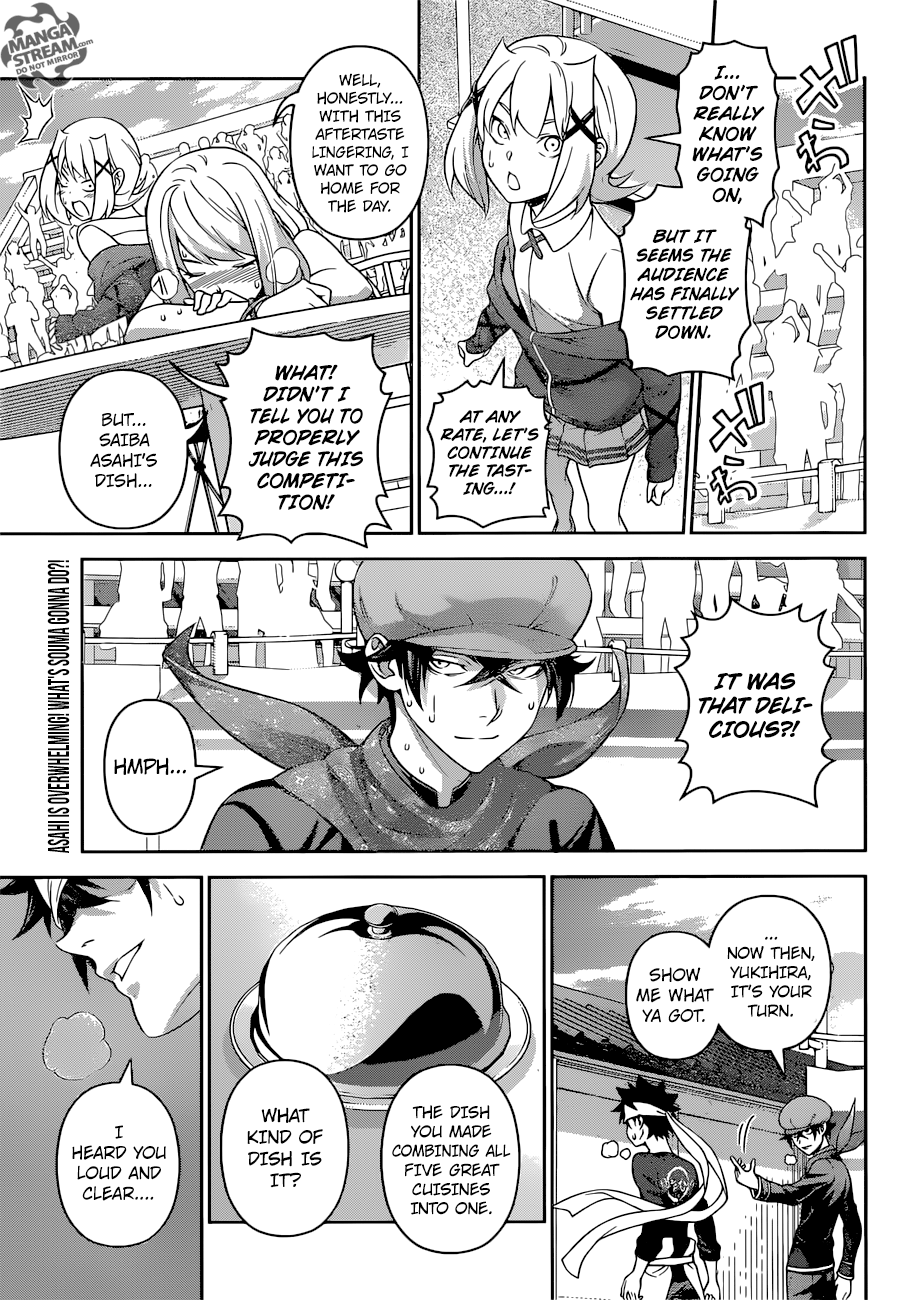 MANGA
STREAM.com
DO NOT MIRROR.
ザわ
ザわ
I...
DON'T
REALLY
KNOW
WHAT'S
GOING
ON,
BUT IT
SEEMS THE
AUDIENCE
HAS FINALLY
SETTLED
DOWN.
AT ANY
RATE, LET'S
CONTINUE
THE TAST-
ING...!
WELL,
HONESTLY...
WITH THIS
AFTERTASTE
LINGERING, I
WANT TO GO
HOME FOR
THE DAY.
WHAT!
DIDN'T I
TELL YOU TO
PROPERLY
JUDGE THIS
COMPETI-
TION!
BUT...
SAIBA
ASAHI'S
DISH...
IT WAS
THAT DELI-
CIOUS?!
HMPH...
ASAHI IS OVERWHELMING! WHAT'S SOUMA GONNA DO?!
...
NOW THEN,
YUKIHIRA,
IT'S YOUR
TURN.
SHOW
ME WHAT
YA GOT.
THE DISH
YOU MADE
COMBINING ALL
FIVE GREAT
CUISINES
INTO ONE.
WHAT
KIND OF
DISH IS
IT?
I
HEARD YOU
LOUD AND
CLEAR....